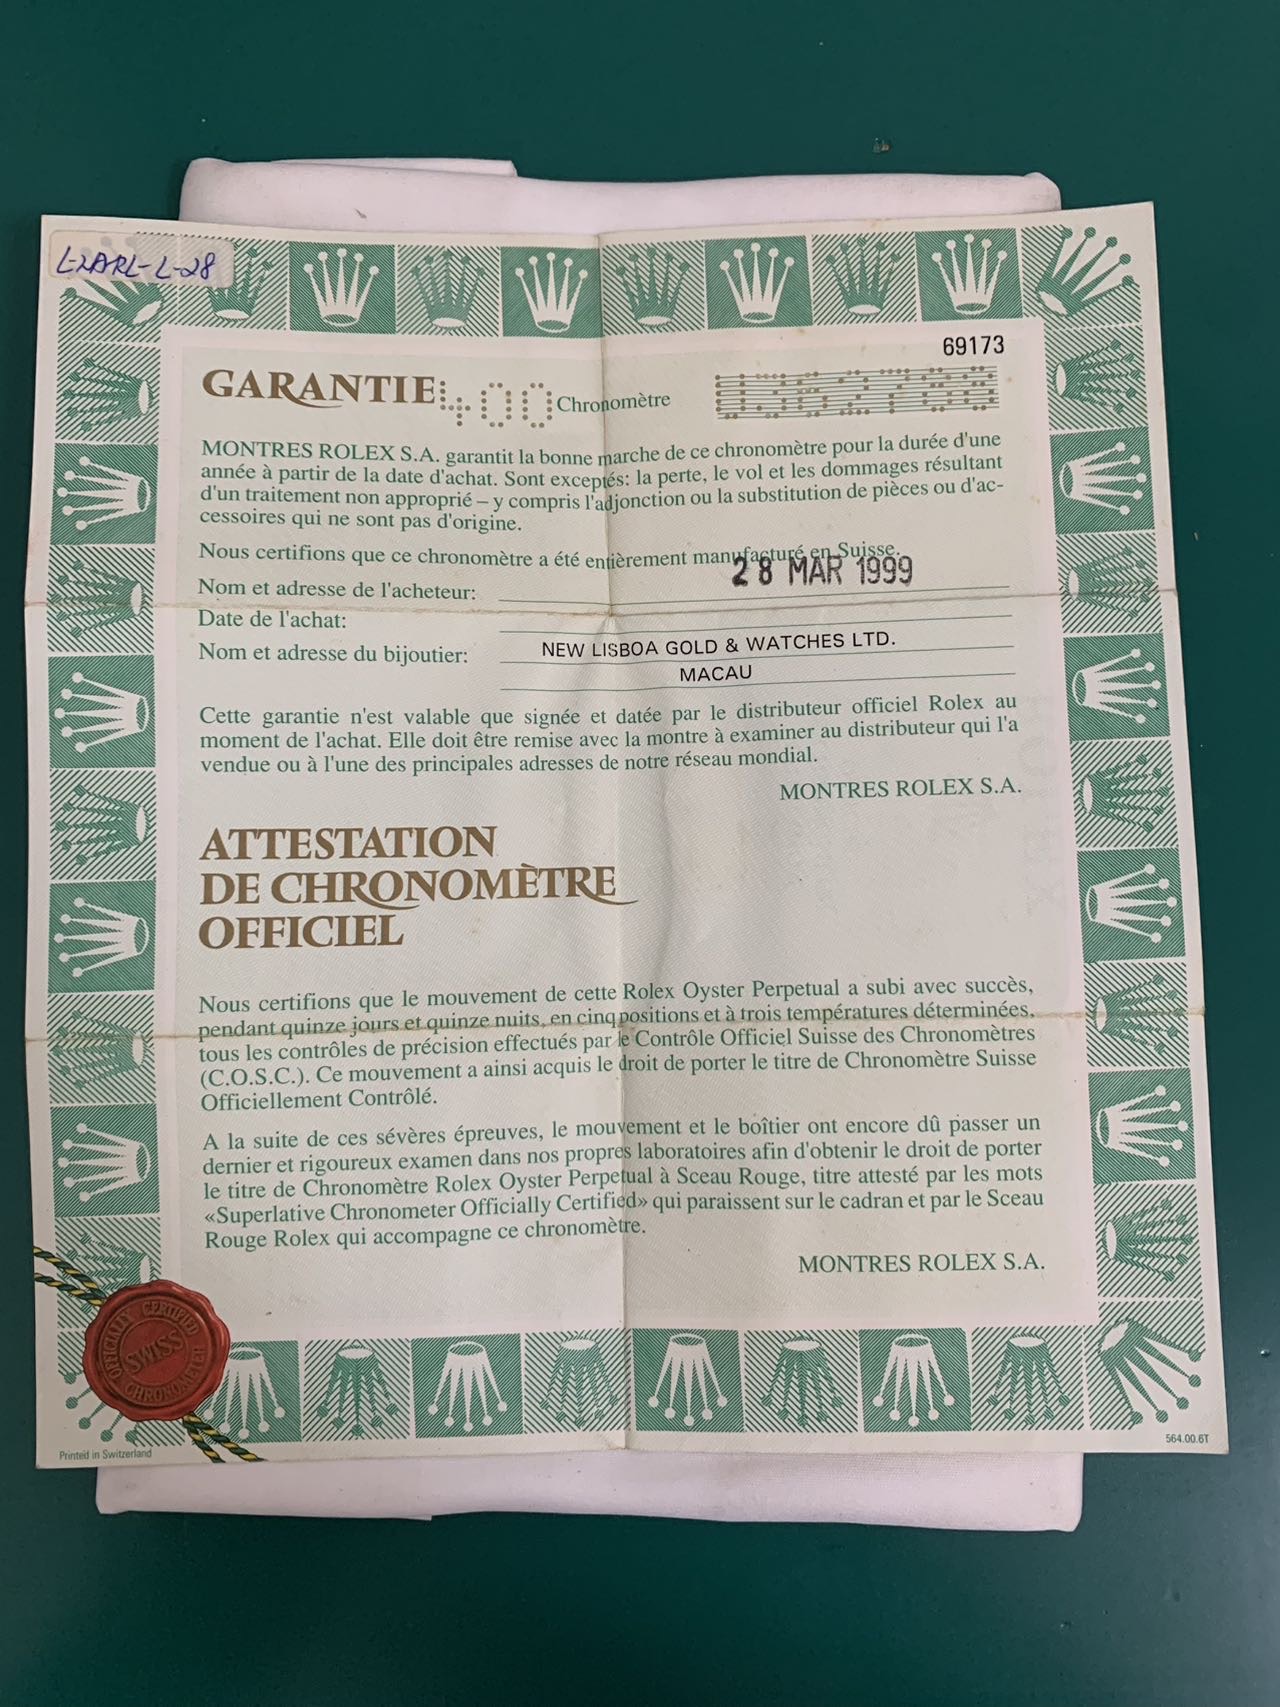 L-2ARL-L-28
69173
GARANTIE 400 Chronomètre
MONTRES ROLEX S.A. garantit la bonne marche de ce chronomètre pour la durée d'une
année à partir de la date d'achat. Sont exceptés: la perte, le vol et les dommages résultant
d'un traitement non approprié – y compris l'adjonction ou la substitution de pièces ou d'ac-
cessoires qui ne sont pas d'origine.
Nous certifions que ce chronomètre a été entièrement manufacturé en Suisse.
28 MAR 1999
Nom et adresse de l'acheteur:
Date de l'achat:
Nom et adresse du bijoutier: NEW LISBOA GOLD & WATCHES LTD.
MACAU
Cette garantie n'est valable que signée et datée par le distributeur officiel Rolex au
moment de l'achat. Elle doit être remise avec la montre à examiner au distributeur qui l'a
vendue ou à l'une des principales adresses de notre réseau mondial.
MONTRES ROLEX S.A.
ATTESTATION
DE CHRONOMÈTRE
OFFICIEL
Nous certifions que le mouvement de cette Rolex Oyster Perpetual a subi avec succès,
pendant quinze jours et quinze nuits, en cinq positions et à trois températures déterminées,
tous les contrôles de précision effectués par le Contrôle Officiel Suisse des Chronomètres
(C.O.S.C.). Ce mouvement a ainsi acquis le droit de porter le titre de Chronomètre Suisse
Officiellement Contrôlé.
A la suite de ces sévères épreuves, le mouvement et le boîtier ont encore dû passer un
dernier et rigoureux examen dans nos propres laboratoires afin d'obtenir le droit de porter
le titre de Chronomètre Rolex Oyster Perpetual à Sceau Rouge, titre attesté par les mots
«Superlative Chronometer Officially Certified» qui paraissent sur le cadran et par le Sceau
Rouge Rolex qui accompagne ce chronomètre.
MONTRES ROLEX S.A.
OFFICIALLY CERTIFIED
SWISS
CHRONOMETER
Printed in Switzerland
564.00.6T